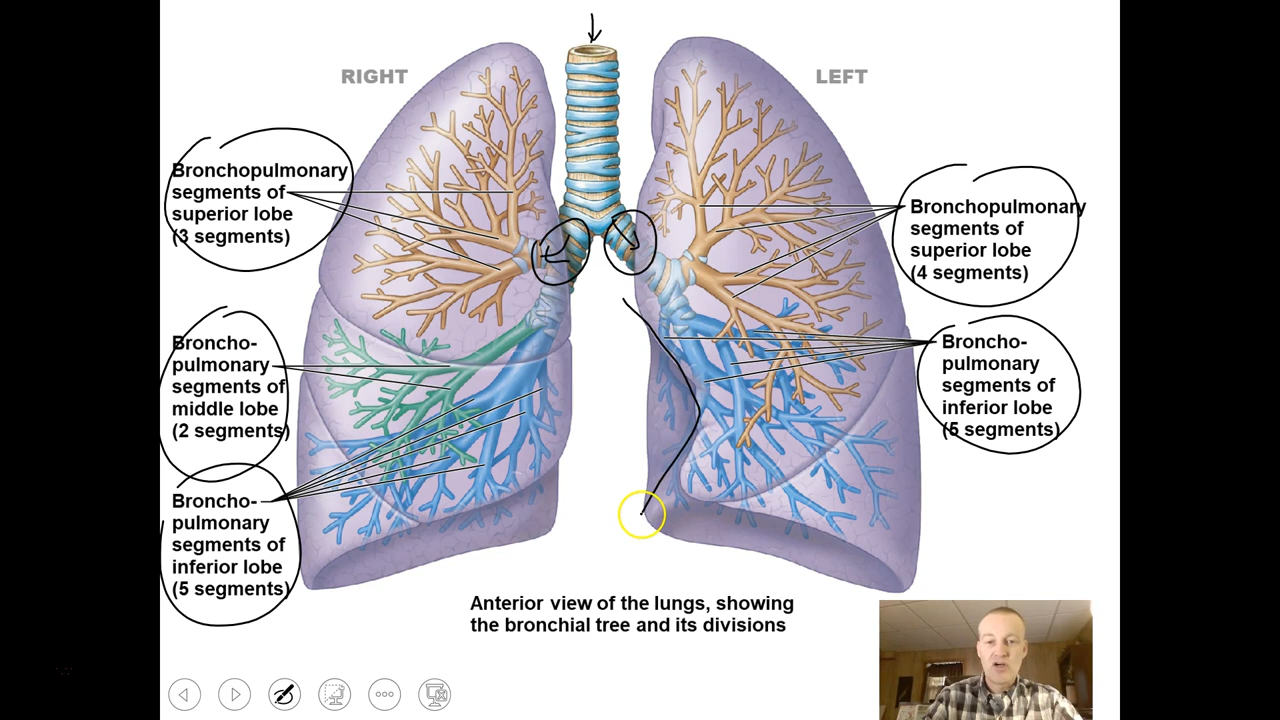 RIGHT
LEFT
Bronchopulmonary
segments of
superior lobe
(3 segments)
Bronchopulmonary
segments of
superior lobe
(4 segments)
Broncho-
pulmonary
segments of
middle lobe
(2 segments)
Broncho-
pulmonary
segments of
inferior lobe
(5 segments)
Broncho-
pulmonary
segments of
inferior lobe
(5 segments)
Anterior view of the lungs, showing
the bronchial tree and its divisions